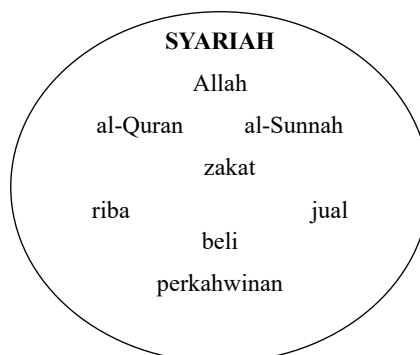 SYARIAH
Allah
al-Quran al-Sunnah
zakat
riba jual
beli
perkahwinan